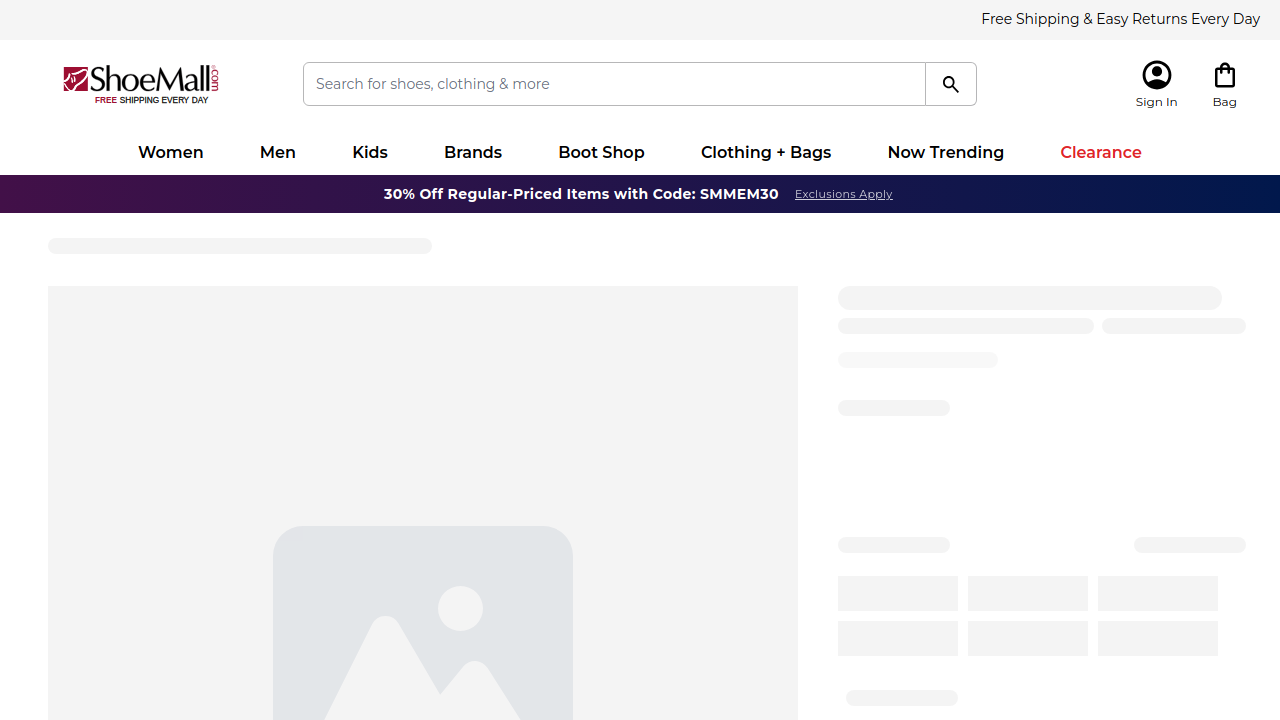 Free Shipping & Easy Returns Every Day
ShoeMall.com
FREE SHIPPING EVERY DAY
Search for shoes, clothing & more
Sign In
Bag
Women
Men
Kids
Brands
Boot Shop
Clothing + Bags
Now Trending
Clearance
30% Off Regular-Priced Items with Code: SMMEM30 Exclusions Apply